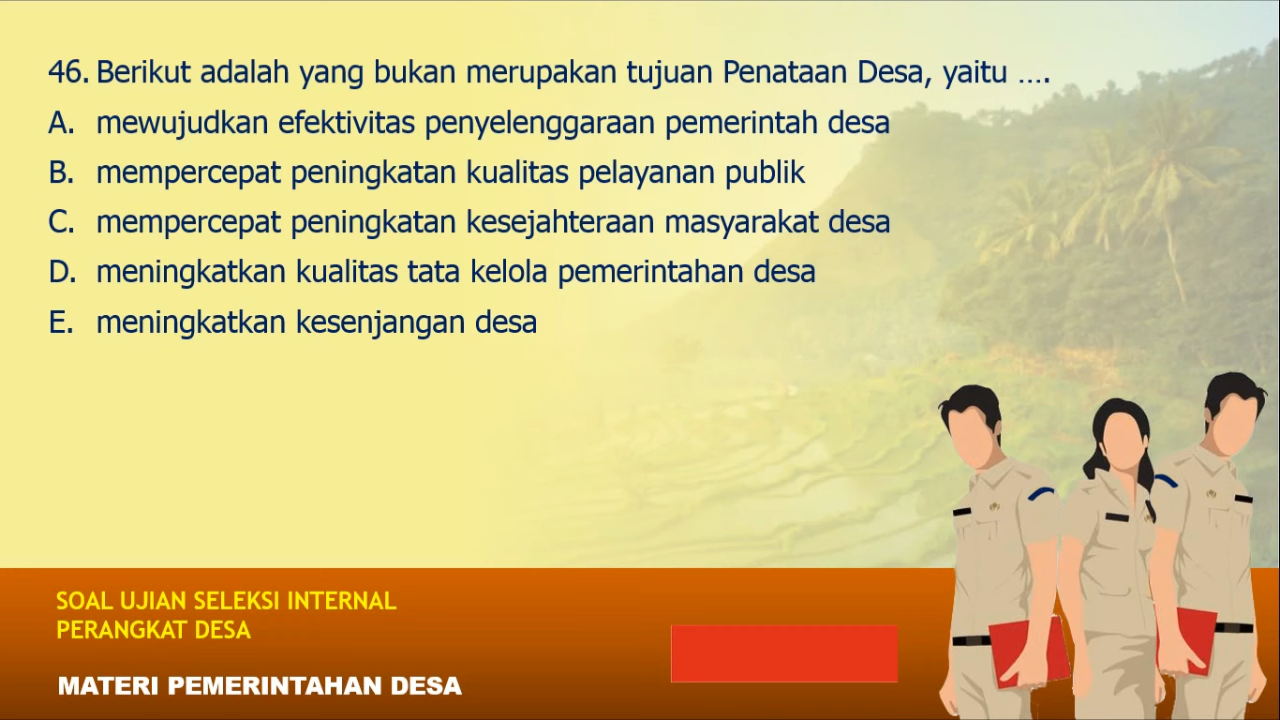 46. Berikut adalah yang bukan merupakan tujuan Penataan Desa, yaitu ….
A. mewujudkan efektivitas penyelenggaraan pemerintah desa
B. mempercepat peningkatan kualitas pelayanan publik
C. mempercepat peningkatan kesejahteraan masyarakat desa
D. meningkatkan kualitas tata kelola pemerintahan desa
E. meningkatkan kesenjangan desa
SOAL UJIAN SELEKSI INTERNAL
PERANGKAT DESA
MATERI PEMERINTAHAN DESA